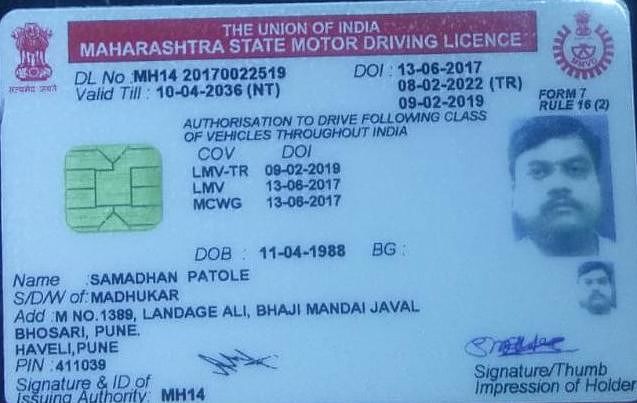 THE UNION OF INDIA
MAHARASHTRA STATE MOTOR DRIVING LICENCE
सत्यमेव जयते
DL No :MH14 20170022519 DOI : 13-06-2017
Valid Till : 10-04-2036 (NT) 08-02-2022 (TR)
09-02-2019
FORM 7
RULE 16 (2)
AUTHORISATION TO DRIVE FOLLOWING CLASS
OF VEHICLES THROUGHOUT INDIA
COV DOI
LMV-TR 09-02-2019
LMV 13-06-2017
MCWG 13-06-2017
DOB : 11-04-1988 BG :
Name :SAMADHAN PATOLE
S/D/W of: MADHUKAR
Add :M NO.1389, LANDAGE ALI, BHAJI MANDAI JAVAL
BHOSARI, PUNE.
HAVELI,PUNE
PIN :411039
Signature & ID of
Issuing Authority: MH14
Signature/Thumb
Impression of Holder